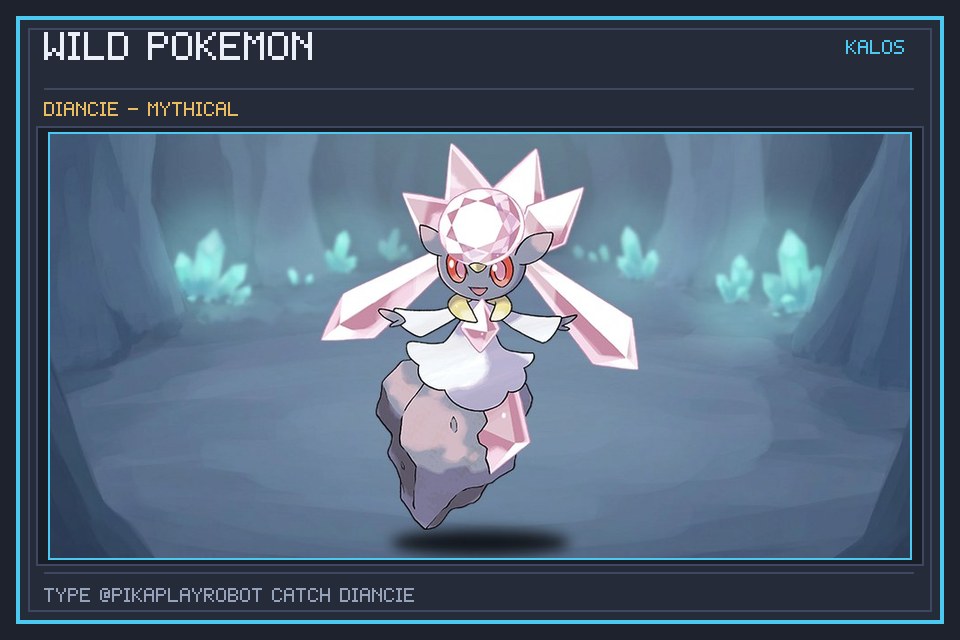 WILD POKEMON
KALOS
DIANCIE - MYTHICAL
TYPE @PIKAPLAYROBOT CATCH DIANCIE